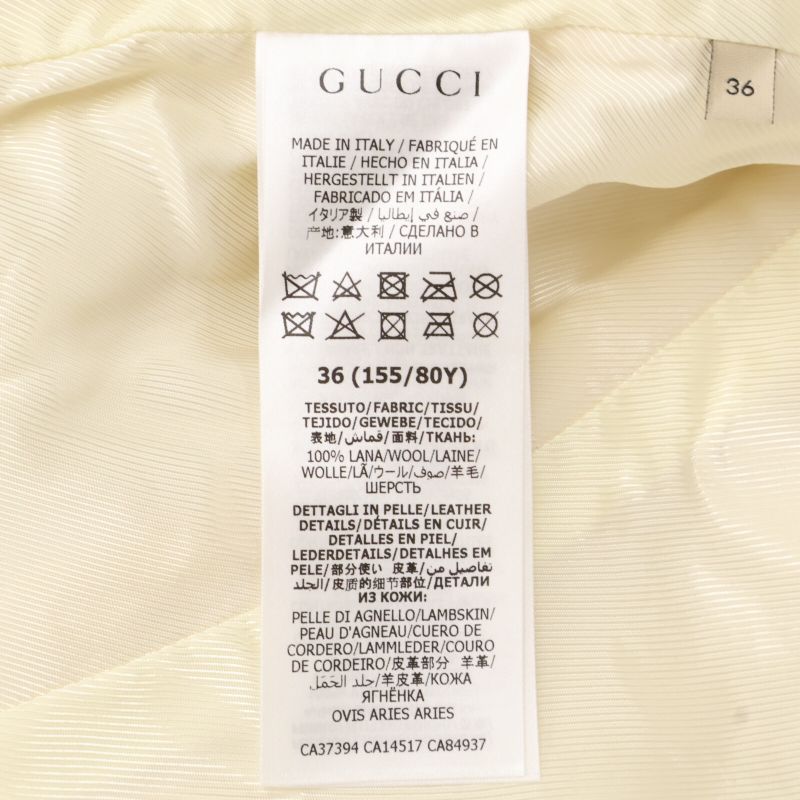 GUCCI
36
MADE IN ITALY / FABRIQUÉ EN
ITALIE / HECHO EN ITALIA /
HERGESTELLT IN ITALIEN /
FABRICADO EM ITÁLIA /
イタリア製 / صنع في إيطاليا /
产地:意大利 / СДЕЛАНО В
ИТАЛИИ
36 (155/80Y)
TESSUTO/FABRIC/TISSU/
TEJIDO/GEWEBE/TECIDO/
表地/قماش/面料/ТКАНЬ:
100% LANA/WOOL/LAINE/
WOLLE/LÃ/ウール/صوف/羊毛/
ШЕРСТЬ
DETTAGLI IN PELLE/LEATHER
DETAILS/DÉTAILS EN CUIR/
DETALLES EN PIEL/
LEDERDETAILS/DETALHES EM
PELE/部分使い 皮革/تفاصيل من
الجلد/皮质的细节部位/ДЕТАЛИ
ИЗ КОЖИ:
PELLE DI AGNELLO/LAMBSKIN/
PEAU D'AGNEAU/CUERO DE
CORDERO/LAMMLEDER/COURO
DE CORDEIRO/皮革部分 羊革/
جلد الحَمَل/羊皮革/КОЖА
ЯГНЁНКА
OVIS ARIES ARIES
CA37394 CA14517 CA84937